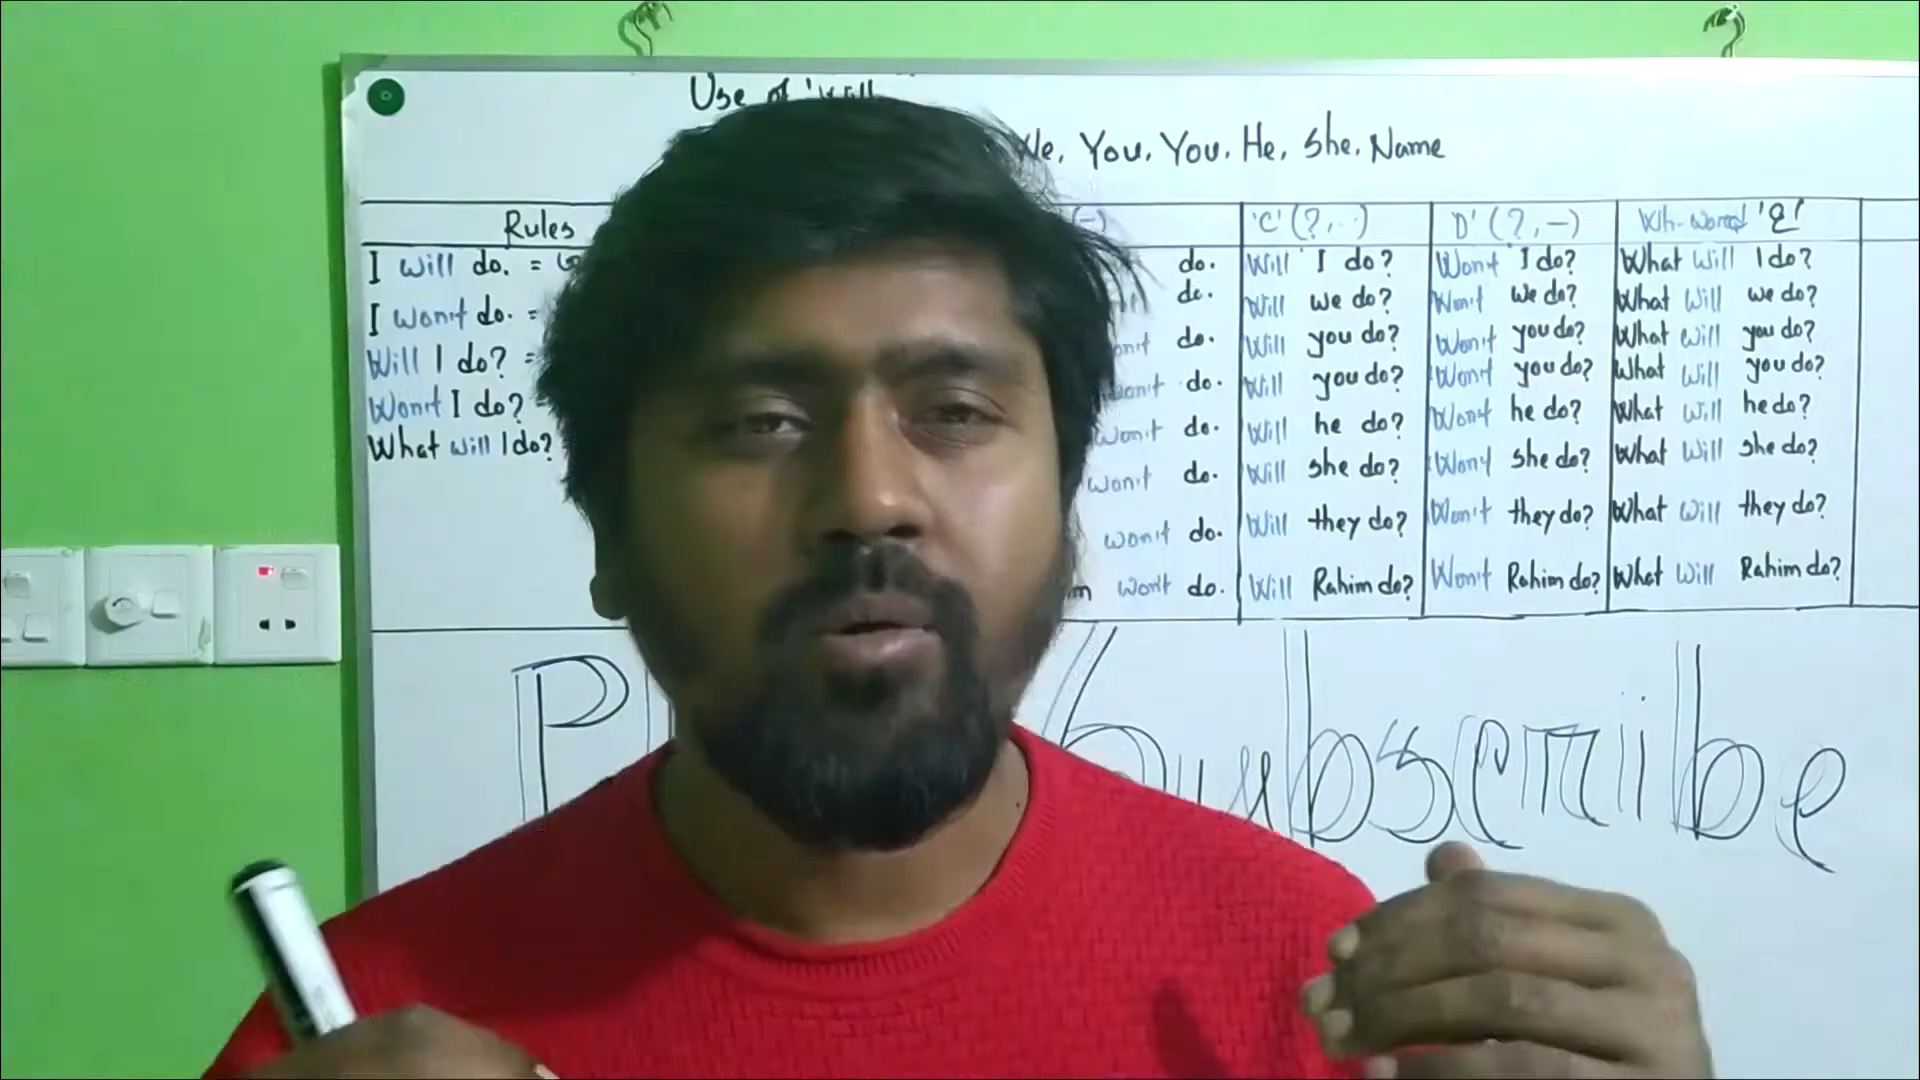 Use of 'Will
We, You, You, He, She, Name
Rules (-) 'C' (?, ..) D' (?, -) Wh-word 'Q'
I will do. = do. Will I do? Won't I do? What will I do?
do. Will we do? Won't we do? What will we do?
I won't do. = won't do. Will you do? Won't you do? What will you do?
Will I do? = won't do. Will you do? Won't you do? What will you do?
Won't I do? won't do. Will he do? Won't he do? What will he do?
What will I do? won't do. Will she do? Won't she do? What will she do?
won't do. Will they do? Won't they do? What will they do?
won't do. Will Rahim do? Won't Rahim do? What will Rahim do?
Subscribe